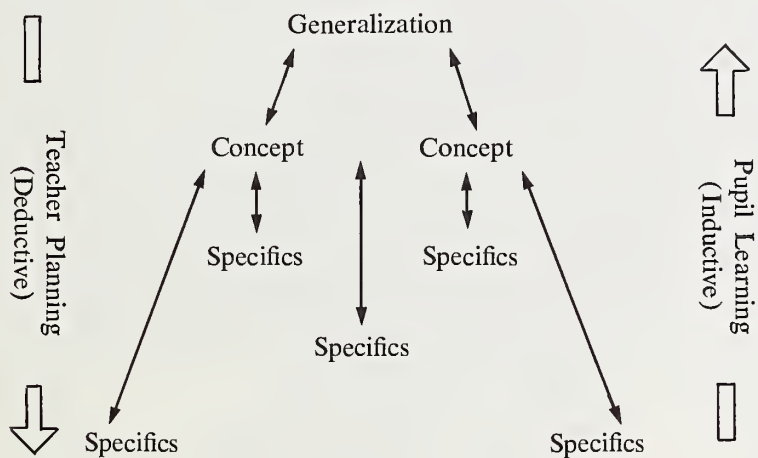 Generalization
Teacher Planning
(Deductive)
Concept
Concept
Pupil Learning
(Inductive)
Specifics
Specifics
Specifics
Specifics
Specifics